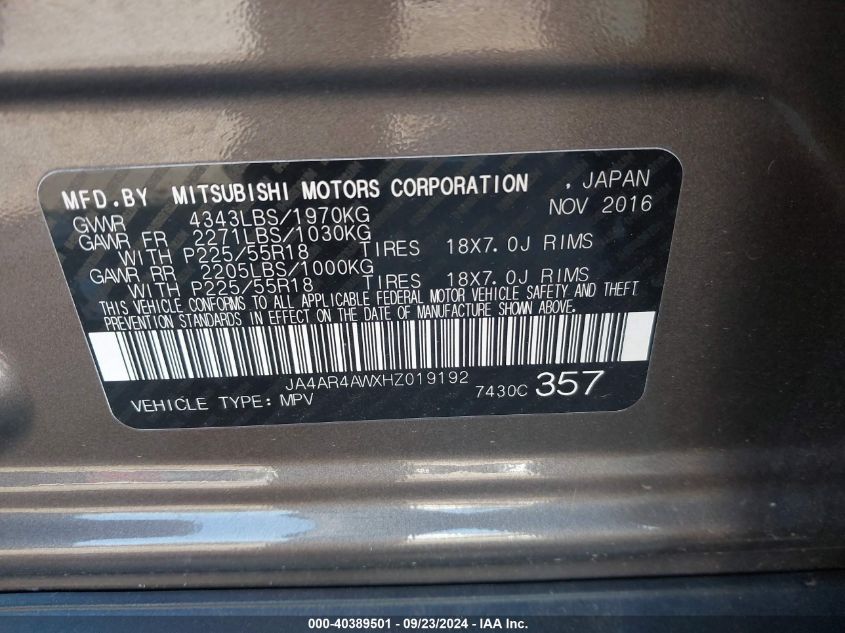 MFD.BY MITSUBISHI MOTORS CORPORATION , JAPAN
NOV 2016
GVWR 4343LBS/1970KG
GAWR FR 2271LBS/1030KG
WITH P225/55R18 TIRES 18X7.0J RIMS
GAWR RR 2205LBS/1000KG
WITH P225/55R18 TIRES 18X7.0J RIMS
THIS VEHICLE CONFORMS TO ALL APPLICABLE FEDERAL MOTOR VEHICLE SAFETY AND THEFT
PREVENTION STANDARDS IN EFFECT ON THE DATE OF MANUFACTURE SHOWN ABOVE.
JA4AR4AWXHZ019192
VEHICLE TYPE: MPV 7430C 357
000-40389501 - 09/23/2024 - IAA, Inc.